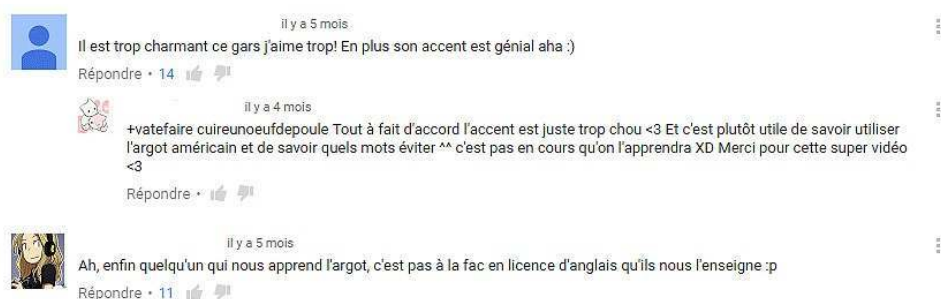 il y a 5 mois
Il est trop charmant ce gars j'aime trop! En plus son accent est génial aha :)
Répondre • 14
il y a 4 mois
+vatefaire cuireunoeufdepoule Tout à fait d'accord l'accent est juste trop chou <3 Et c'est plutôt utile de savoir utiliser
l'argot américain et de savoir quels mots éviter ^^ c'est pas en cours qu'on l'apprendra XD Merci pour cette super vidéo
<3
Répondre •
il y a 5 mois
Ah, enfin quelqu'un qui nous apprend l'argot, c'est pas à la fac en licence d'anglais qu'ils nous l'enseigne :p
Répondre • 11